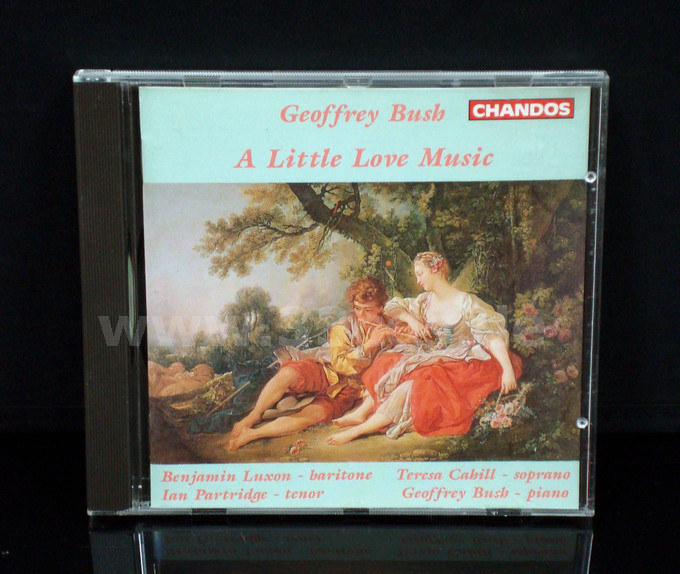 Geoffrey Bush
CHANDOS
A Little Love Music
Benjamin Luxon - baritone
Teresa Cahill - soprano
Ian Partridge - tenor
Geoffrey Bush - piano